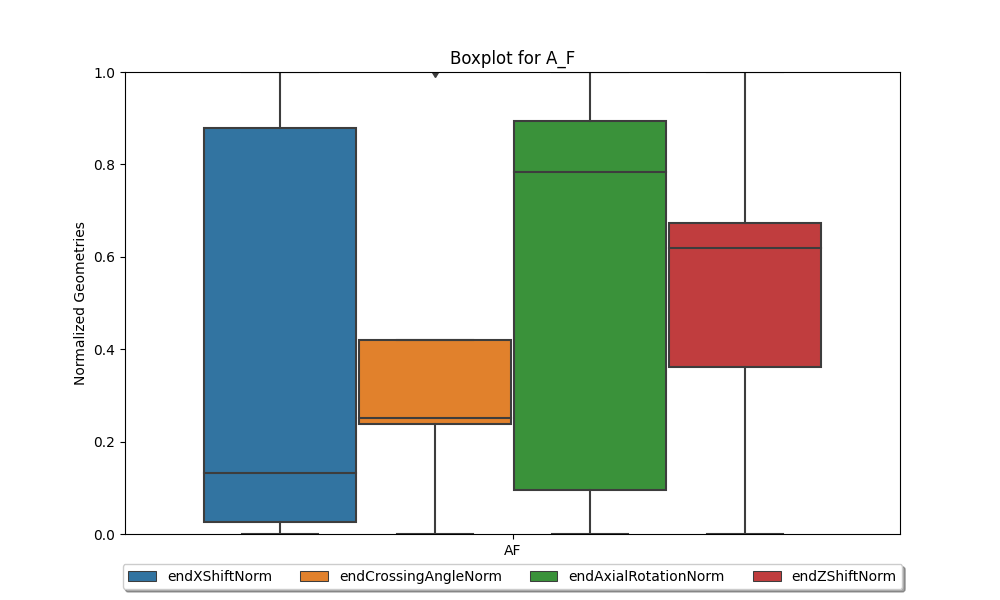 Boxplot for A_F
1.0
0.8
0.6
0.4
0.2
0.0
Normalized Geometries
AF
endXShiftNorm endCrossingAngleNorm endAxialRotationNorm endZShiftNorm